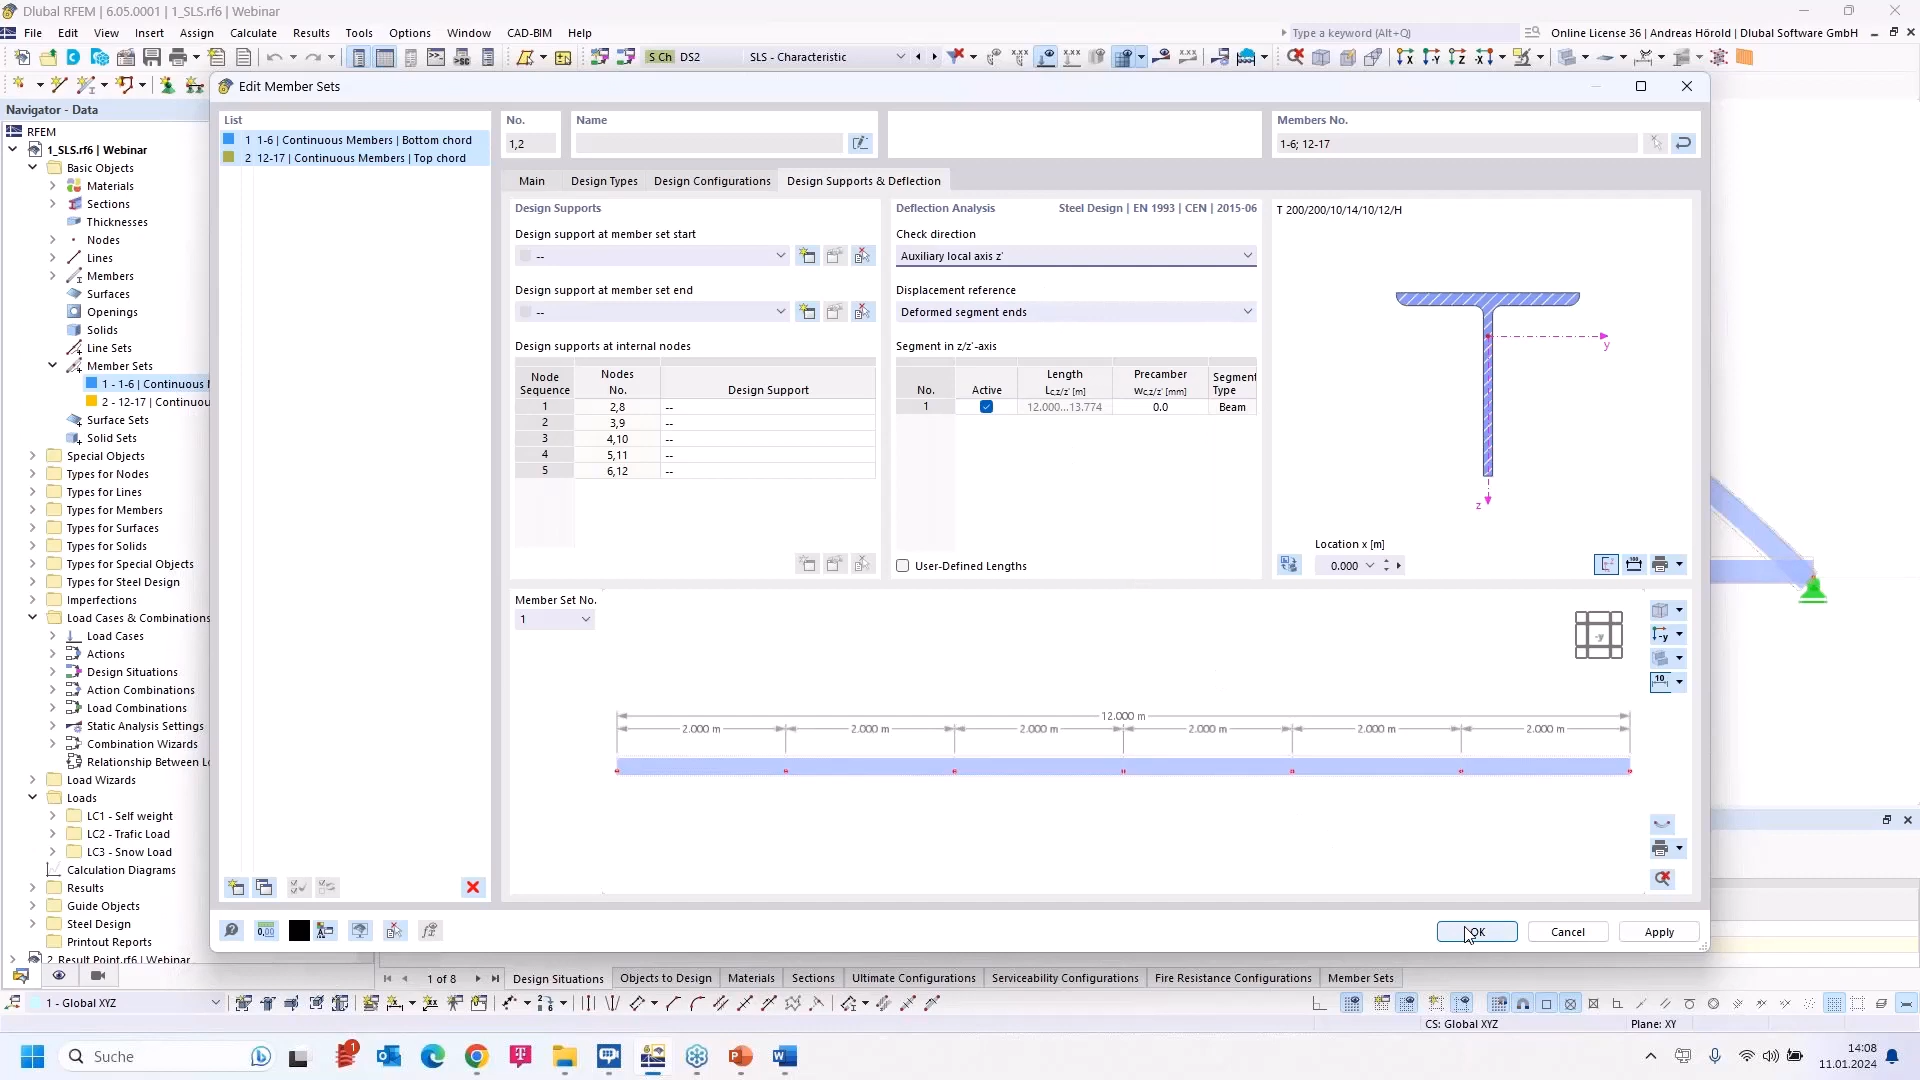 Dlubal RFEM | 6.05.0001 | 1_SLS.rf6 | Webinar
File Edit View Insert Assign Calculate Results Tools Options Window CAD-BIM Help
Type a keyword (Alt+Q)
Online License 36 | Andreas Hörold | Dlubal Software GmbH
S Ch DS2 SLS - Characteristic
Navigator - Data
RFEM
1_SLS.rf6 | Webinar
Basic Objects
Materials
Sections
Thicknesses
Nodes
Lines
Members
Surfaces
Openings
Solids
Line Sets
Member Sets
1 - 1-6 | Continuous
2 - 12-17 | Continuou
Surface Sets
Solid Sets
Special Objects
Types for Nodes
Types for Lines
Types for Members
Types for Surfaces
Types for Solids
Types for Special Objects
Types for Steel Design
Imperfections
Load Cases & Combinations
Load Cases
Actions
Design Situations
Action Combinations
Load Combinations
Static Analysis Settings
Combination Wizards
Relationship Between L
Load Wizards
Loads
LC1 - Self weight
LC2 - Trafic Load
LC3 - Snow Load
Calculation Diagrams
Results
Guide Objects
Steel Design
Printout Reports
2_Result Point.rf6 | Webinar
Edit Member Sets
List
1 1-6 | Continuous Members | Bottom chord
2 12-17 | Continuous Members | Top chord
No.
1,2
Name
Members No.
1-6; 12-17
Main Design Types Design Configurations Design Supports & Deflection
Design Supports
Design support at member set start
--
Design support at member set end
--
Design supports at internal nodes
Node Sequence Nodes No. Design Support
1 2,8 --
2 3,9 --
3 4,10 --
4 5,11 --
5 6,12 --
Deflection Analysis Steel Design | EN 1993 | CEN | 2015-06
Check direction
Auxiliary local axis z'
Displacement reference
Deformed segment ends
Segment in z/z'-axis
No. Active Length Lc,z/z' [m] Precamber wc,z/z' [mm] Segment Type
1 12.000...13.774 0.0 Beam
User-Defined Lengths
T 200/200/10/14/10/12/H
y
z
Location x [m]
0.000
Member Set No.
1
-y
-y
10
12.000 m
2.000 m 2.000 m 2.000 m 2.000 m 2.000 m 2.000 m
0,00
OK Cancel Apply
1 of 8 Design Situations Objects to Design Materials Sections Ultimate Configurations Serviceability Configurations Fire Resistance Configurations Member Sets
1 - Global XYZ
CS: Global XYZ Plane: XY
Suche
1
14:08
11.01.2024